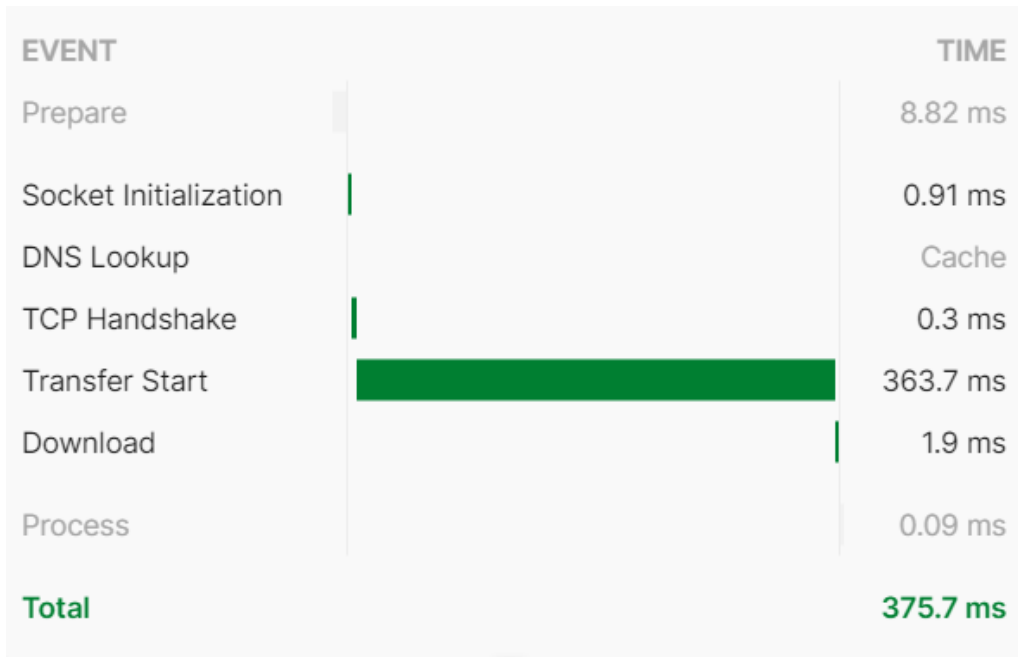 EVENT TIME
Prepare 8.82 ms
Socket Initialization 0.91 ms
DNS Lookup Cache
TCP Handshake 0.3 ms
Transfer Start 363.7 ms
Download 1.9 ms
Process 0.09 ms
Total 375.7 ms